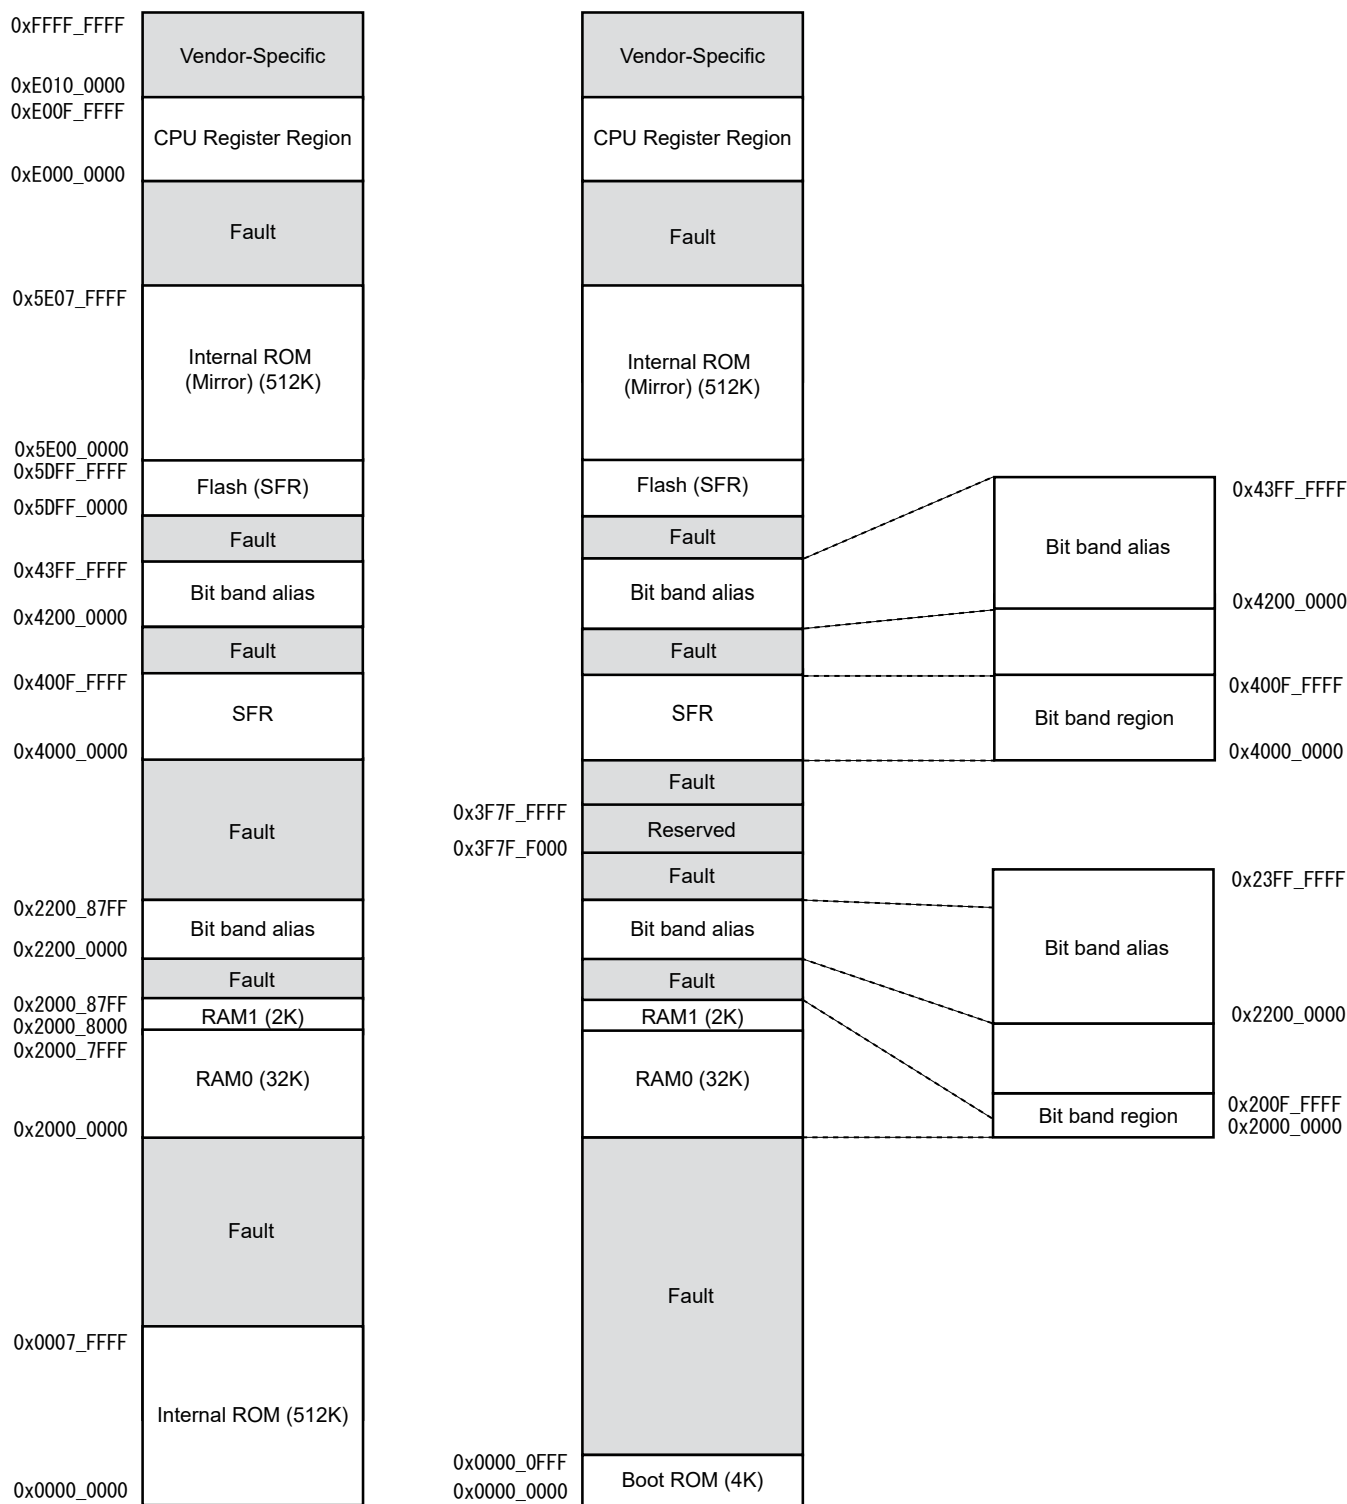 0xFFFF_FFFF
Vendor-Specific
0xE010_0000
0xE00F_FFFF
CPU Register Region
0xE000_0000
Fault
0x5E07_FFFF
Internal ROM
(Mirror) (512K)
0x5E00_0000
0x5DFF_FFFF
Flash (SFR)
0x5DFF_0000
Fault
0x43FF_FFFF
Bit band alias
0x4200_0000
Fault
0x400F_FFFF
SFR
0x4000_0000
Fault
0x2200_87FF
Bit band alias
0x2200_0000
Fault
0x2000_87FF
RAM1 (2K)
0x2000_8000
0x2000_7FFF
RAM0 (32K)
0x2000_0000
Fault
0x0007_FFFF
Internal ROM (512K)
0x0000_0000
Vendor-Specific
CPU Register Region
Fault
Internal ROM
(Mirror) (512K)
Flash (SFR)
Fault
Bit band alias
Fault
SFR
Fault
0x3F7F_FFFF
Reserved
0x3F7F_F000
Fault
Bit band alias
Fault
RAM1 (2K)
RAM0 (32K)
Fault
0x0000_0FFF
Boot ROM (4K)
0x0000_0000
0x43FF_FFFF
Bit band alias
0x4200_0000
0x400F_FFFF
Bit band region
0x4000_0000
0x23FF_FFFF
Bit band alias
0x2200_0000
0x200F_FFFF
Bit band region
0x2000_0000